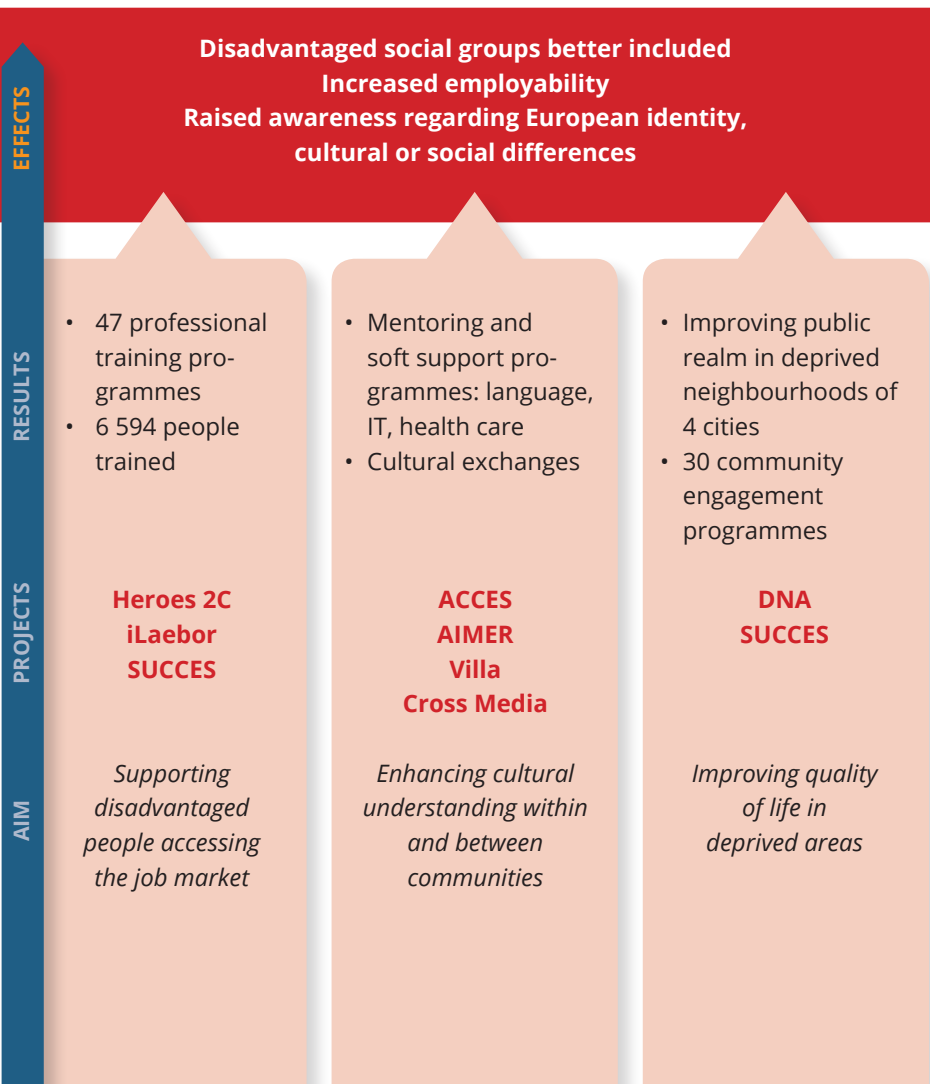 Disadvantaged social groups better included
Increased employability
Raised awareness regarding European identity,
cultural or social differences
EFFECTS
RESULTS
• 47 professional
training pro-
grammes
• 6 594 people
trained
• Mentoring and
soft support pro-
grammes: language,
IT, health care
• Cultural exchanges
• Improving public
realm in deprived
neighbourhoods of
4 cities
• 30 community
engagement
programmes
PROJECTS
Heroes 2C
iLaebor
SUCCES
ACCES
AIMER
Villa
Cross Media
DNA
SUCCES
AIM
Supporting
disadvantaged
people accessing
the job market
Enhancing cultural
understanding within
and between
communities
Improving quality
of life in
deprived areas